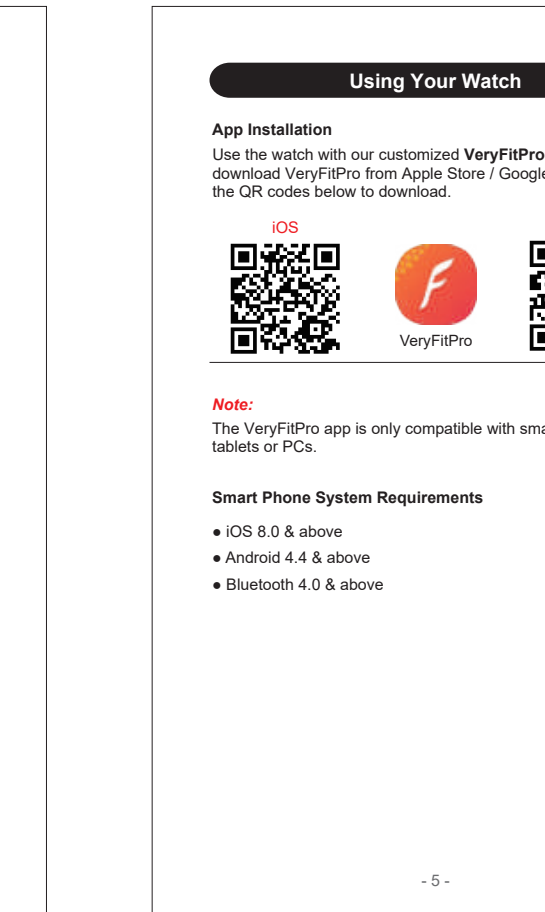 Using Your Watch
App Installation
Use the watch with our customized VeryFitPro
download VeryFitPro from Apple Store / Google
the QR codes below to download.
iOS
VeryFitPro
Note:
The VeryFitPro app is only compatible with
tablets or PCs.
Smart Phone System Requirements
● iOS 8.0 & above
● Android 4.4 & above
● Bluetooth 4.0 & above
- 5 -